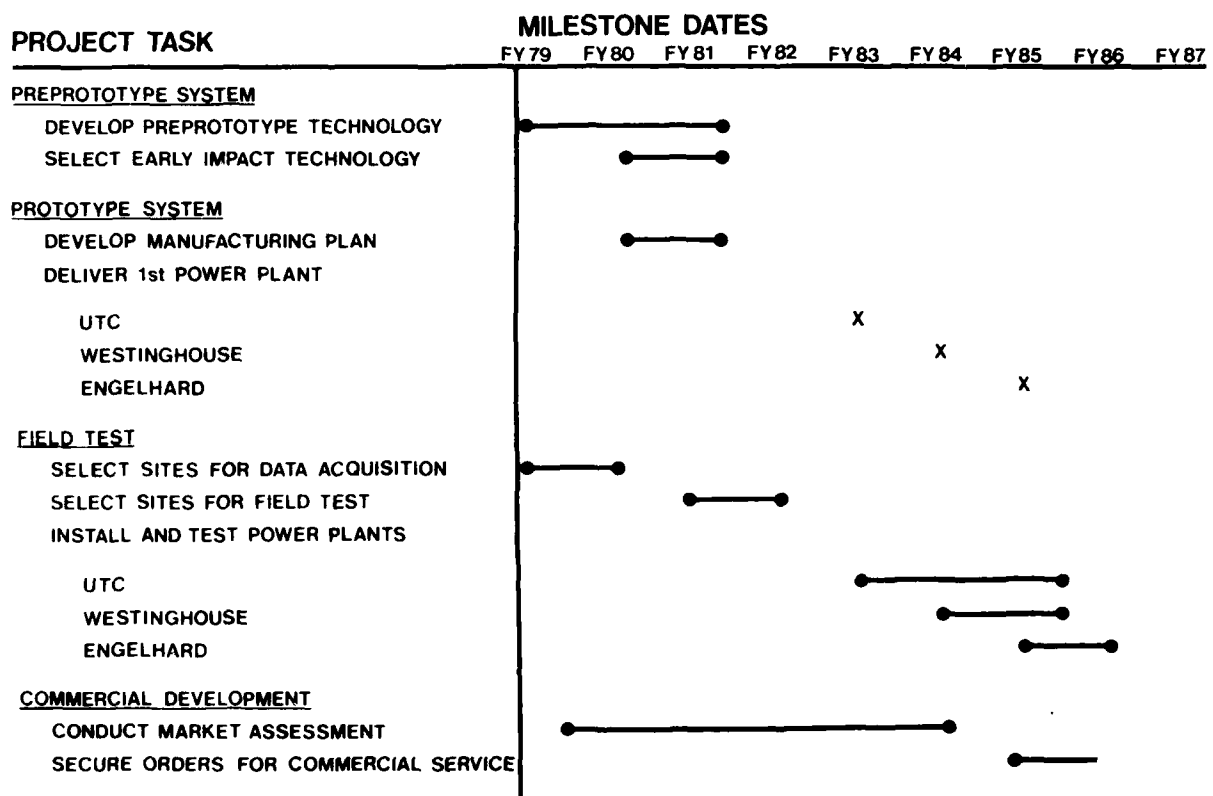 MILESTONE DATES
PROJECT TASK
FY79 FY80 FY81 FY82 FY83 FY84 FY85 FY86 FY87
PREPROTOTYPE SYSTEM
DEVELOP PREPROTOTYPE TECHNOLOGY
SELECT EARLY IMPACT TECHNOLOGY
PROTOTYPE SYSTEM
DEVELOP MANUFACTURING PLAN
DELIVER 1st POWER PLANT
UTC X
WESTINGHOUSE X
ENGELHARD X
FIELD TEST
SELECT SITES FOR DATA ACQUISITION
SELECT SITES FOR FIELD TEST
INSTALL AND TEST POWER PLANTS
UTC
WESTINGHOUSE
ENGELHARD
COMMERCIAL DEVELOPMENT
CONDUCT MARKET ASSESSMENT
SECURE ORDERS FOR COMMERCIAL SERVICE